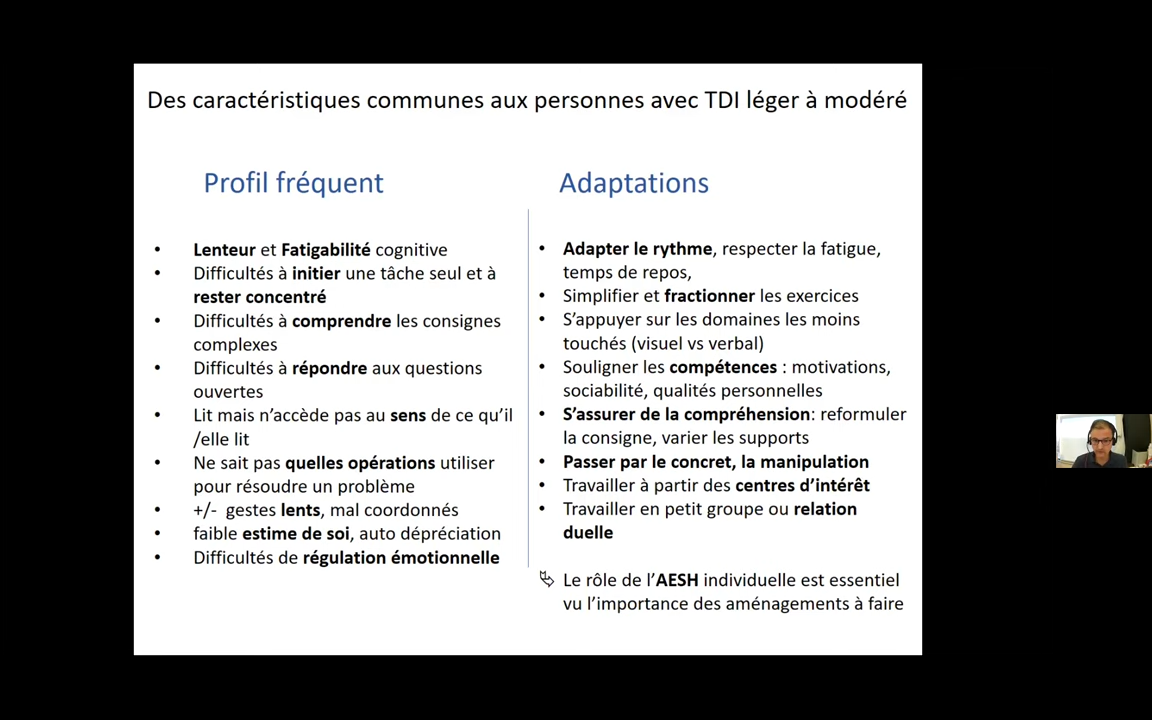 Des caractéristiques communes aux personnes avec TDI léger à modéré
Profil fréquent
• Lenteur et Fatigabilité cognitive
• Difficultés à initier une tâche seul et à
rester concentré
• Difficultés à comprendre les consignes
complexes
• Difficultés à répondre aux questions
ouvertes
• Lit mais n’accède pas au sens de ce qu’il
/elle lit
• Ne sait pas quelles opérations utiliser
pour résoudre un problème
• +/- gestes lents, mal coordonnés
• faible estime de soi, auto dépréciation
• Difficultés de régulation émotionnelle
Adaptations
• Adapter le rythme, respecter la fatigue,
temps de repos,
• Simplifier et fractionner les exercices
• S’appuyer sur les domaines les moins
touchés (visuel vs verbal)
• Souligner les compétences : motivations,
sociabilité, qualités personnelles
• S’assurer de la compréhension: reformuler
la consigne, varier les supports
• Passer par le concret, la manipulation
• Travailler à partir des centres d’intérêt
• Travailler en petit groupe ou relation
duelle
Le rôle de l’AESH individuelle est essentiel
vu l’importance des aménagements à faire